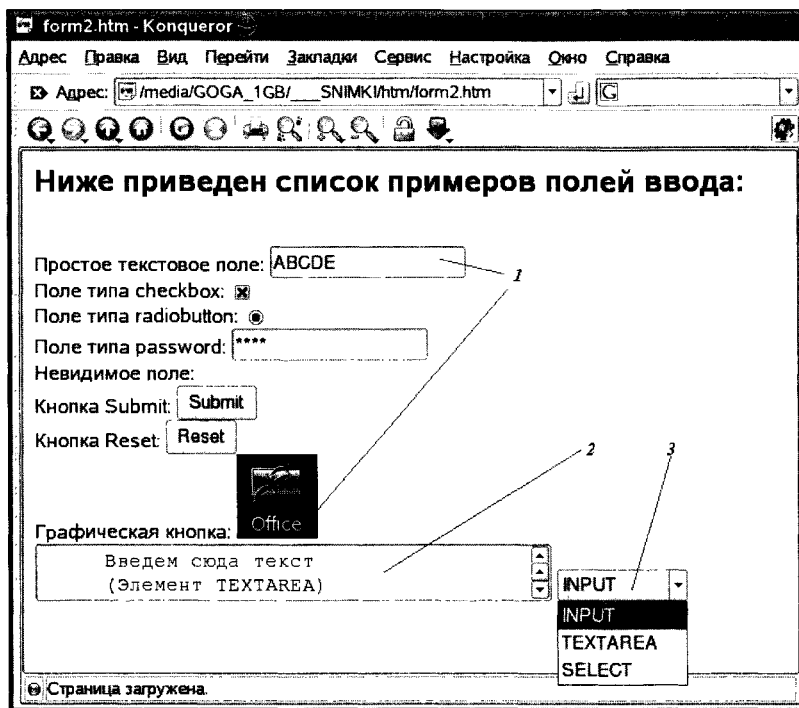 form2.htm - Konqueror
Адрес Правка Вид Перейти Закладки Сервис Настройка Окно Справка
Адрес: /media/GOGA_1GB/___SNIMKI/htm/form2.htm G
Ниже приведен список примеров полей ввода:
Простое текстовое поле: ABCDE
1
Поле типа checkbox:
Поле типа radiobutton:
Поле типа password: ****
Невидимое поле:
Кнопка Submit: Submit
Кнопка Reset: Reset
2 3
Графическая кнопка: Office
Введем сюда текст
(Элемент TEXTAREA)
INPUT
INPUT
TEXTAREA
SELECT
Страница загружена.